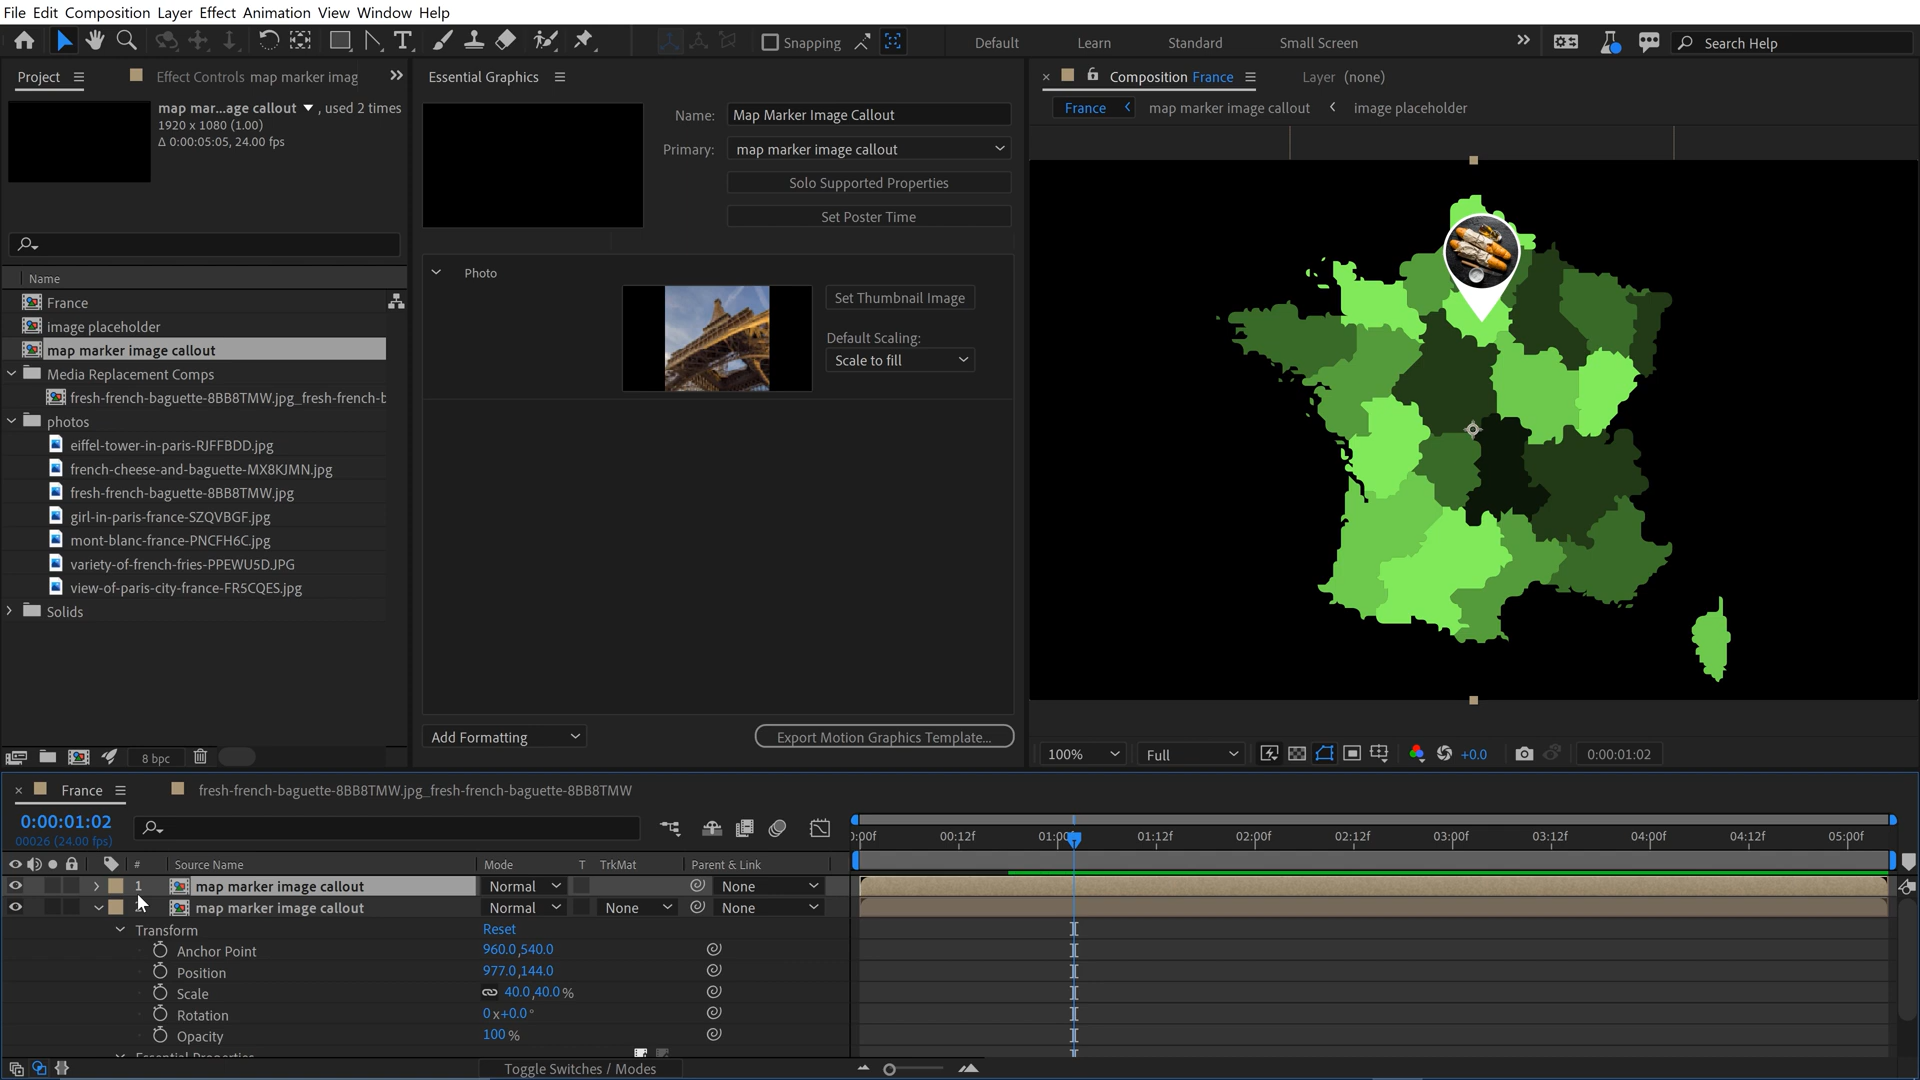 File Edit Composition Layer Effect Animation View Window Help
Snapping
Default
Learn
Standard
Small Screen
Search Help
Project
Effect Controls map marker imag
map mar...age callout , used 2 times
1920 x 1080 (1.00)
Δ 0:00:05:05, 24.00 fps
Name
France
image placeholder
map marker image callout
Media Replacement Comps
fresh-french-baguette-8BB8TMW.jpg_fresh-french-b
photos
eiffel-tower-in-paris-RJFFBDD.jpg
french-cheese-and-baguette-MX8KJMN.jpg
fresh-french-baguette-8BB8TMW.jpg
girl-in-paris-france-SZQVBGF.jpg
mont-blanc-france-PNCFH6C.jpg
variety-of-french-fries-PPEWU5D.JPG
view-of-paris-city-france-FR5CQES.jpg
Solids
8 bpc
Essential Graphics
Name: Map Marker Image Callout
Primary: map marker image callout
Solo Supported Properties
Set Poster Time
Photo
Set Thumbnail Image
Default Scaling:
Scale to fill
Add Formatting
Export Motion Graphics Template...
Composition France
Layer (none)
France
map marker image callout
image placeholder
100%
Full
+0.0
0:00:01:02
France
fresh-french-baguette-8BB8TMW.jpg_fresh-french-baguette-8BB8TMW
0:00:01:02
00026 (24.00 fps)
:00f 00:12f 01:00f 01:12f 02:00f 02:12f 03:00f 03:12f 04:00f 04:12f 05:00f
# Source Name Mode T TrkMat Parent & Link
1 map marker image callout Normal None
map marker image callout Normal None None
Transform Reset
Anchor Point 960.0,540.0
Position 977.0,144.0
Scale 40.0,40.0 %
Rotation 0x+0.0°
Opacity 100 %
Essential Properties
Toggle Switches / Modes